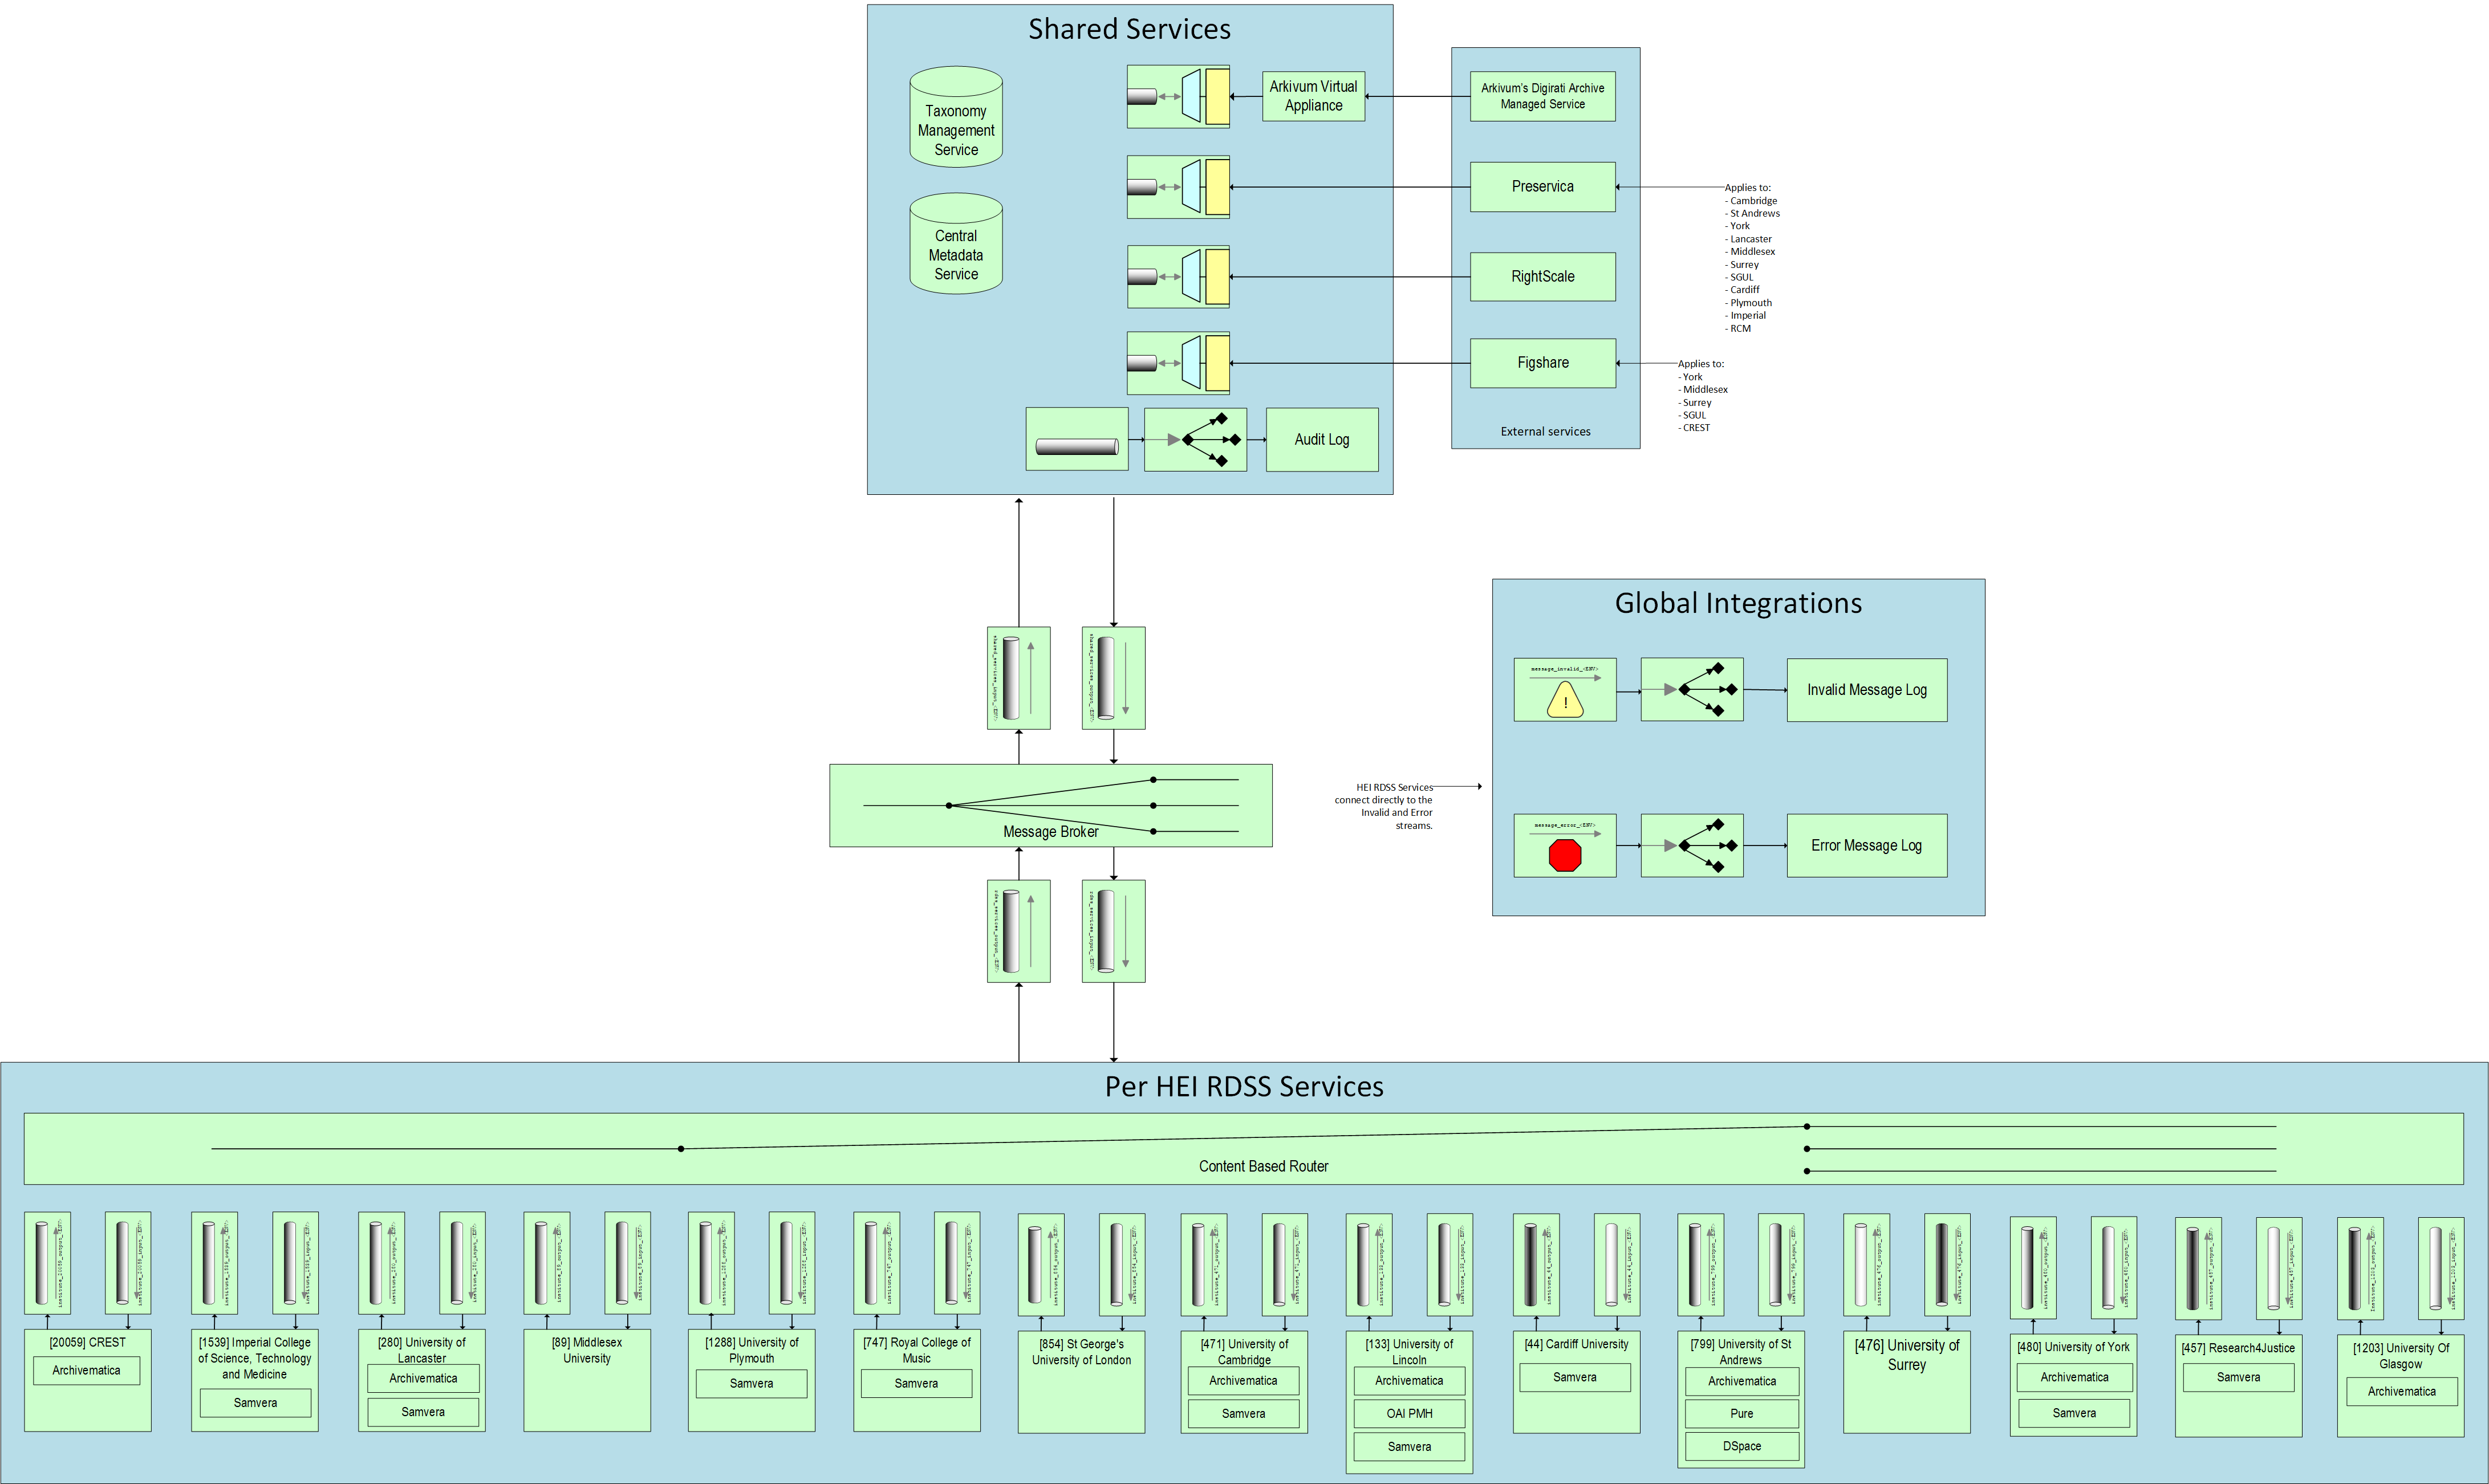 Shared Services
Taxonomy
Management
Service
Central
Metadata
Service
Arkivum Virtual
Appliance
Audit Log
Arkivum's Digirati Archive
Managed Service
Preservica
RightScale
Figshare
External services
Applies to:
- Cambridge
- St Andrews
- York
- Lancaster
- Middlesex
- Surrey
- SGUL
- Cardiff
- Plymouth
- Imperial
- RCM
Applies to:
- York
- Middlesex
- Surrey
- SGUL
- CREST
Global Integrations
message_invalid_<ENV>
!
Invalid Message Log
message_error_<ENV>
Error Message Log
HEI RDSS Services
connect directly to the
Invalid and Error
streams.
Message Broker
Per HEI RDSS Services
Content Based Router
[20059] CREST
Archivematica
[1539] Imperial College
of Science, Technology
and Medicine
Samvera
[280] University of
Lancaster
Archivematica
Samvera
[89] Middlesex
University
[1288] University of
Plymouth
Samvera
[747] Royal College of
Music
Samvera
[854] St George's
University of London
[471] University of
Cambridge
Archivematica
Samvera
[133] University of
Lincoln
Archivematica
OAI PMH
Samvera
[44] Cardiff University
Samvera
[799] University of St
Andrews
Archivematica
Pure
DSpace
[476] University of
Surrey
[480] University of York
Archivematica
Samvera
[457] Research4Justice
Samvera
[1203] University Of
Glasgow
Archivematica